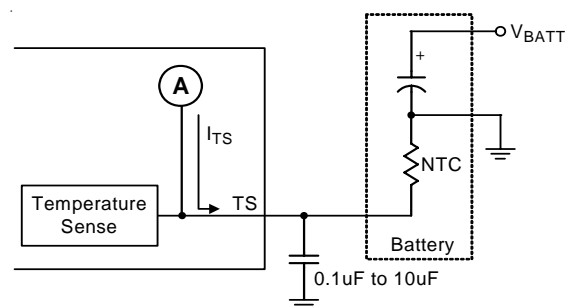 V_BATT
+
A
I_TS
NTC
Temperature
Sense
TS
Battery
0.1uF to 10uF